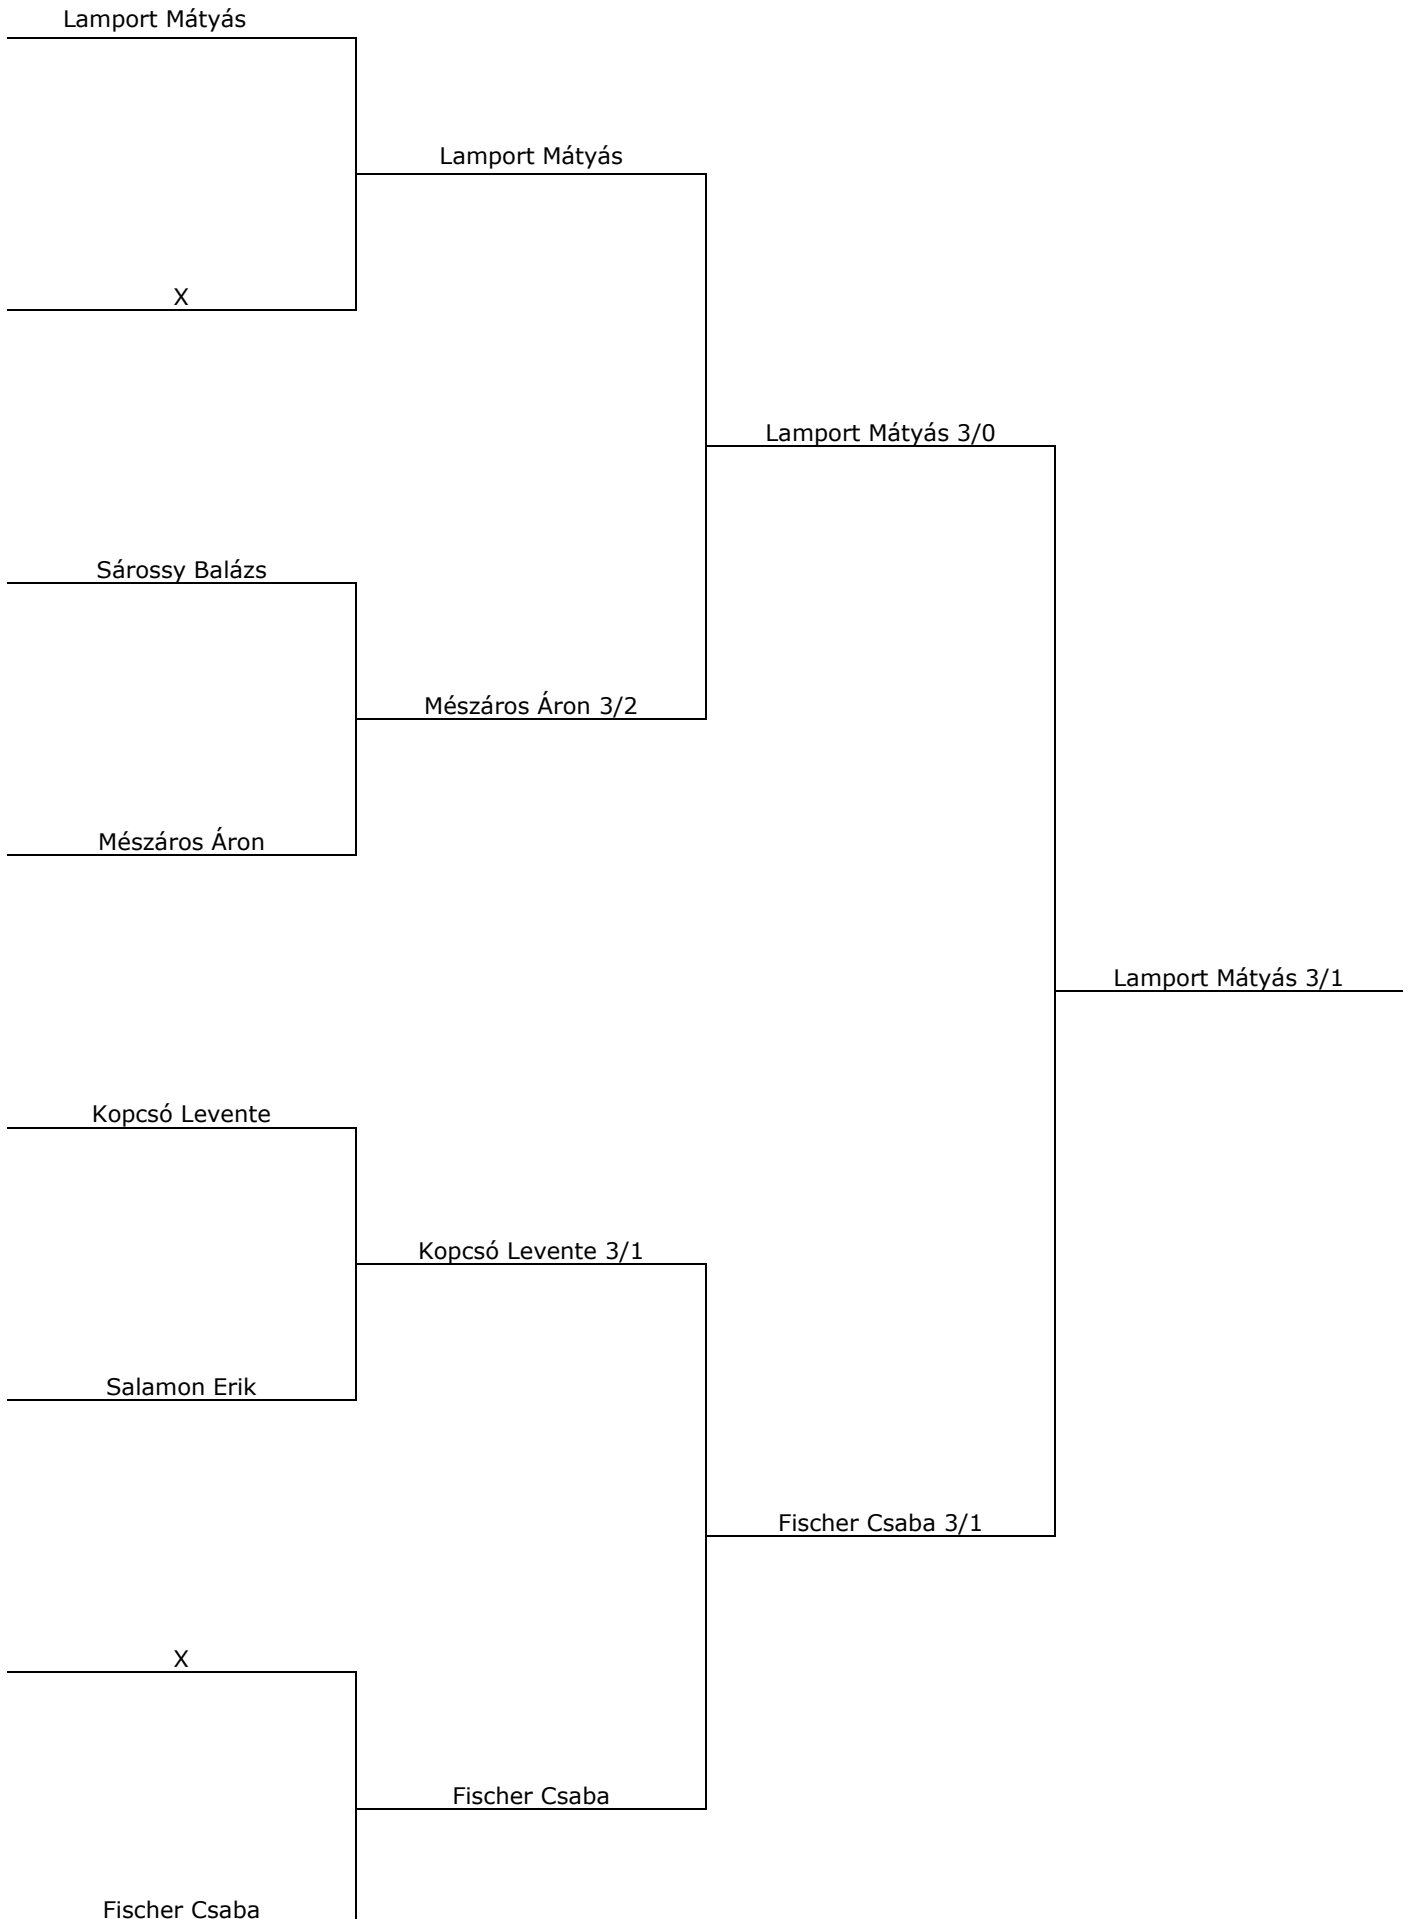 Lamport Mátyás
Lamport Mátyás
X
Lamport Mátyás 3/0
Sárossy Balázs
Mészáros Áron 3/2
Mészáros Áron
Lamport Mátyás 3/1
Kopcsó Levente
Kopcsó Levente 3/1
Salamon Erik
Fischer Csaba 3/1
X
Fischer Csaba
Fischer Csaba